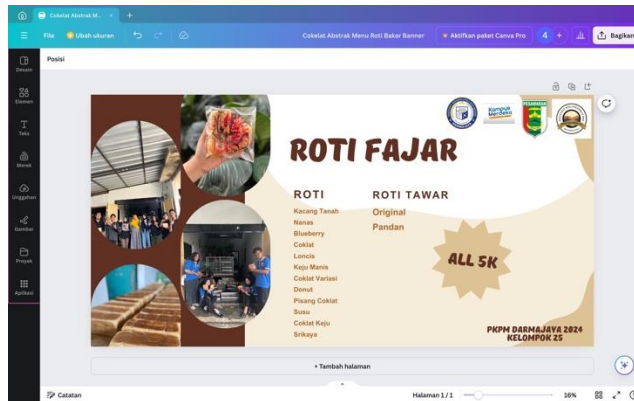 Cokelat Abstrak M...
File
Ubah ukuran
Cokelat Abstrak Menu Roti Bakar Banner
Aktifkan paket Canva Pro
4
Bagikan
Posisi
Desain
Elemen
Teks
Merek
Unggahan
Gambar
Proyek
Aplikasi
Kampus
Merdeka
PESAWARAN
ROTI FAJAR
ROTI
Kacang Tanah
Nanas
Blueberry
Coklat
Loncis
Keju Manis
Coklat Variasi
Donut
Pisang Coklat
Susu
Coklat Keju
Srikaya
ROTI TAWAR
Original
Pandan
ALL 5K
PKPM DARMAJAYA 2024
KELOMPOK 25
+ Tambah halaman
Catatan
Halaman 1 / 1
16%